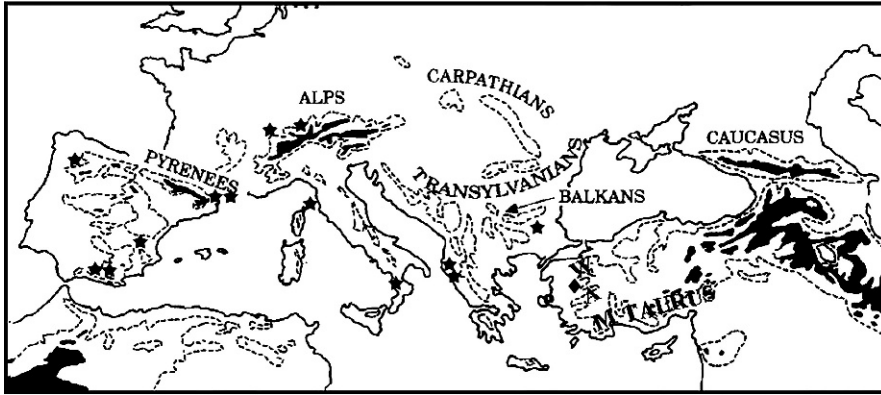 CARPATHIANS
ALPS
CAUCASUS
PYRENEES
TRANSYLVANIANS
BALKANS
W
A
M TAURUS